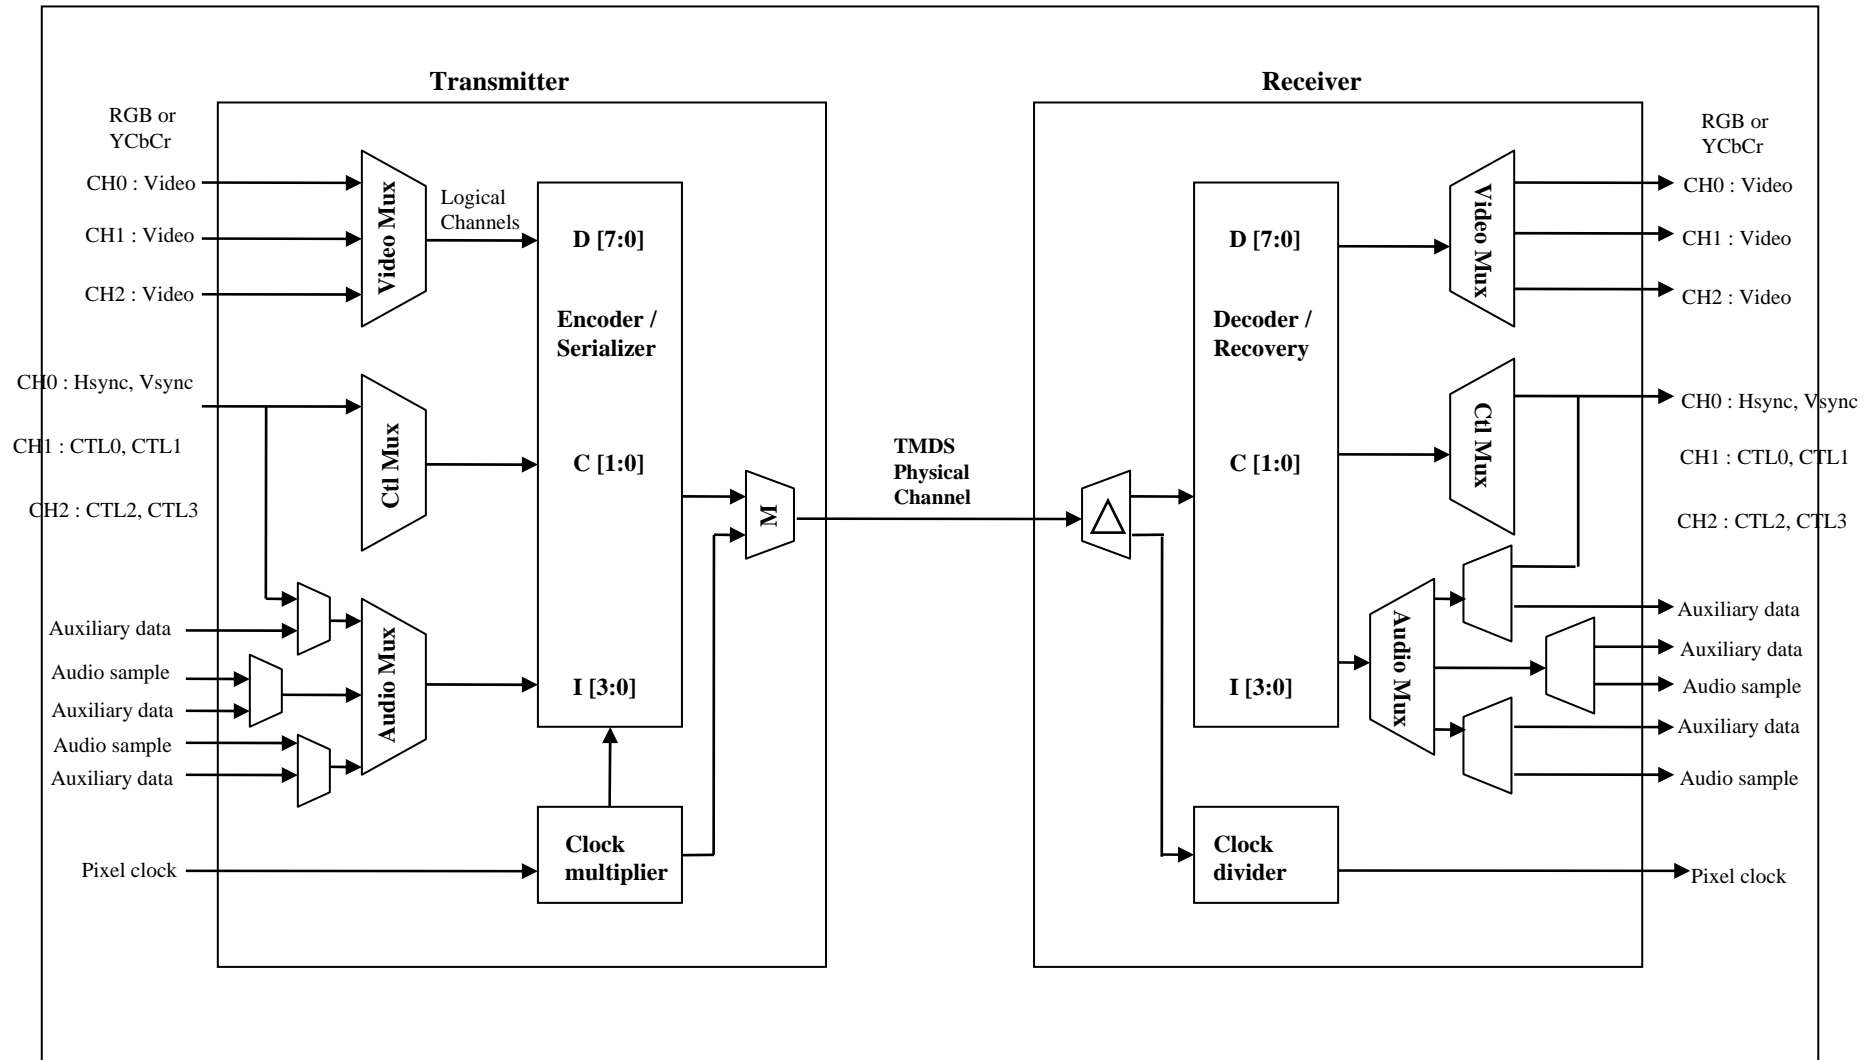 Transmitter
Receiver
RGB or
YCbCr
CH0 : Video
CH1 : Video
CH2 : Video
CH0 : Hsync, Vsync
CH1 : CTL0, CTL1
CH2 : CTL2, CTL3
Auxiliary data
Audio sample
Auxiliary data
Audio sample
Auxiliary data
Pixel clock
Video Mux
Ctl Mux
Audio Mux
Logical
Channels
D [7:0]
Encoder /
Serializer
C [1:0]
I [3:0]
Clock
multiplier
M
TMDS
Physical
Channel
D [7:0]
Decoder /
Recovery
C [1:0]
I [3:0]
Clock
divider
Video Mux
Ctl Mux
Audio Mux
RGB or
YCbCr
CH0 : Video
CH1 : Video
CH2 : Video
CH0 : Hsync, Vsync
CH1 : CTL0, CTL1
CH2 : CTL2, CTL3
Auxiliary data
Auxiliary data
Audio sample
Auxiliary data
Audio sample
Pixel clock